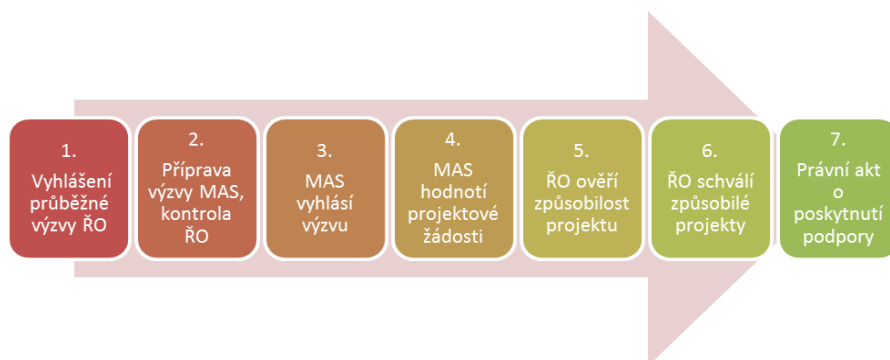 1.
Vyhlášení
průběžné
výzvy ŘO
2.
Příprava
výzvy MAS,
kontrola
ŘO
3.
MAS
vyhlásí
výzvu
4.
MAS
hodnotí
projektové
žádosti
5.
ŘO ověří
způsobilost
projektu
6.
ŘO schválí
způsobilé
projekty
7.
Právní akt
o
poskytnutí
podpory